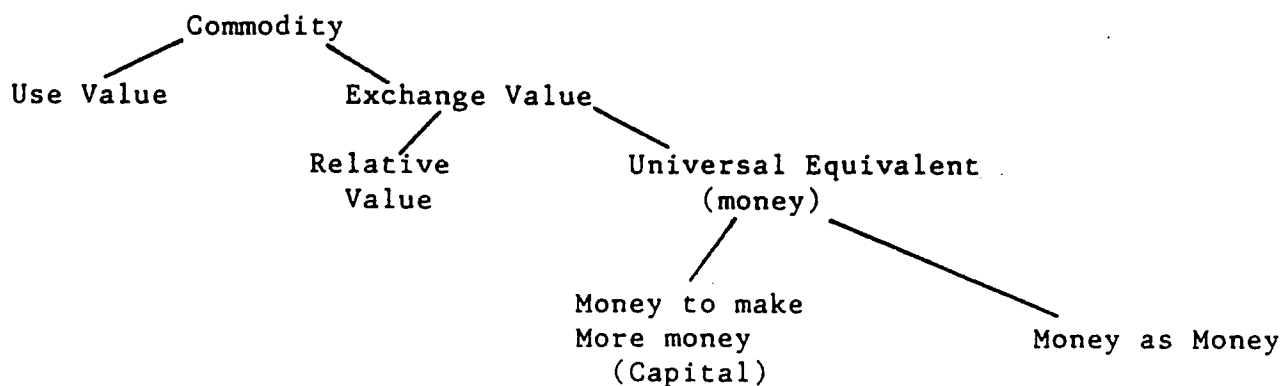 Commodity
Use Value
Exchange Value
Relative
Value
Universal Equivalent
(money)
Money to make
More money
(Capital)
Money as Money